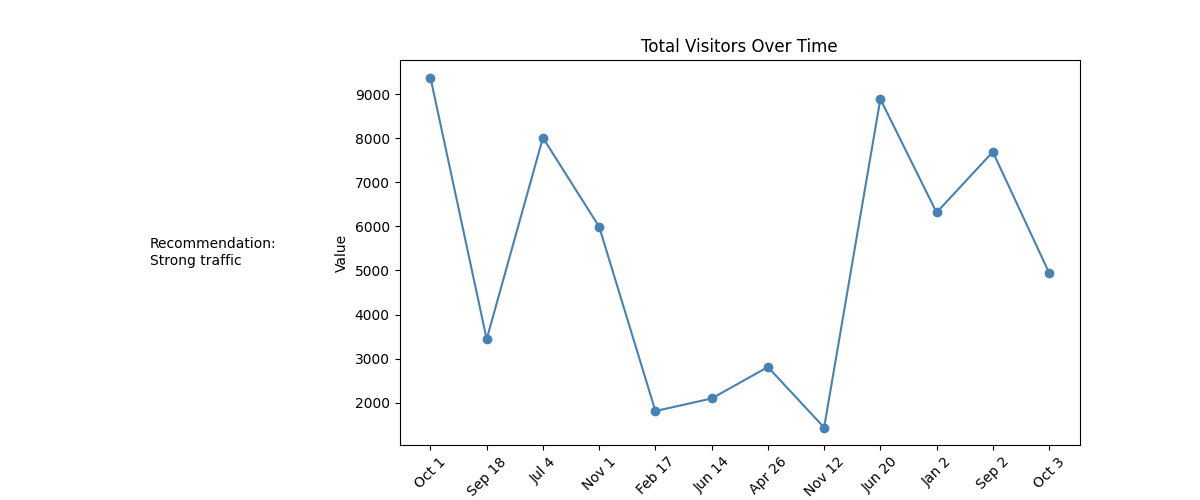 Total Visitors Over Time
Recommendation:
Strong traffic
Value
9000
8000
7000
6000
5000
4000
3000
2000
Oct 1
Sep 18
Jul 4
Nov 1
Feb 17
Jun 14
Apr 26
Nov 12
Jun 20
Jan 2
Sep 2
Oct 3